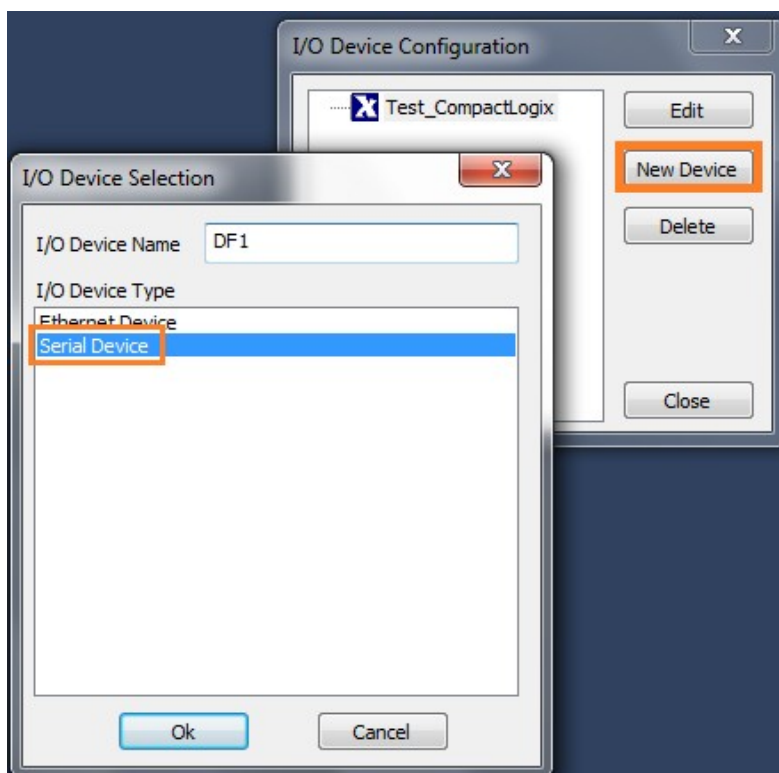 I/O Device Configuration
x
Test_CompactLogix
Edit
New Device
Delete
Close
I/O Device Selection
x
I/O Device Name
DF1
I/O Device Type
Ethernet Device
Serial Device
Ok
Cancel